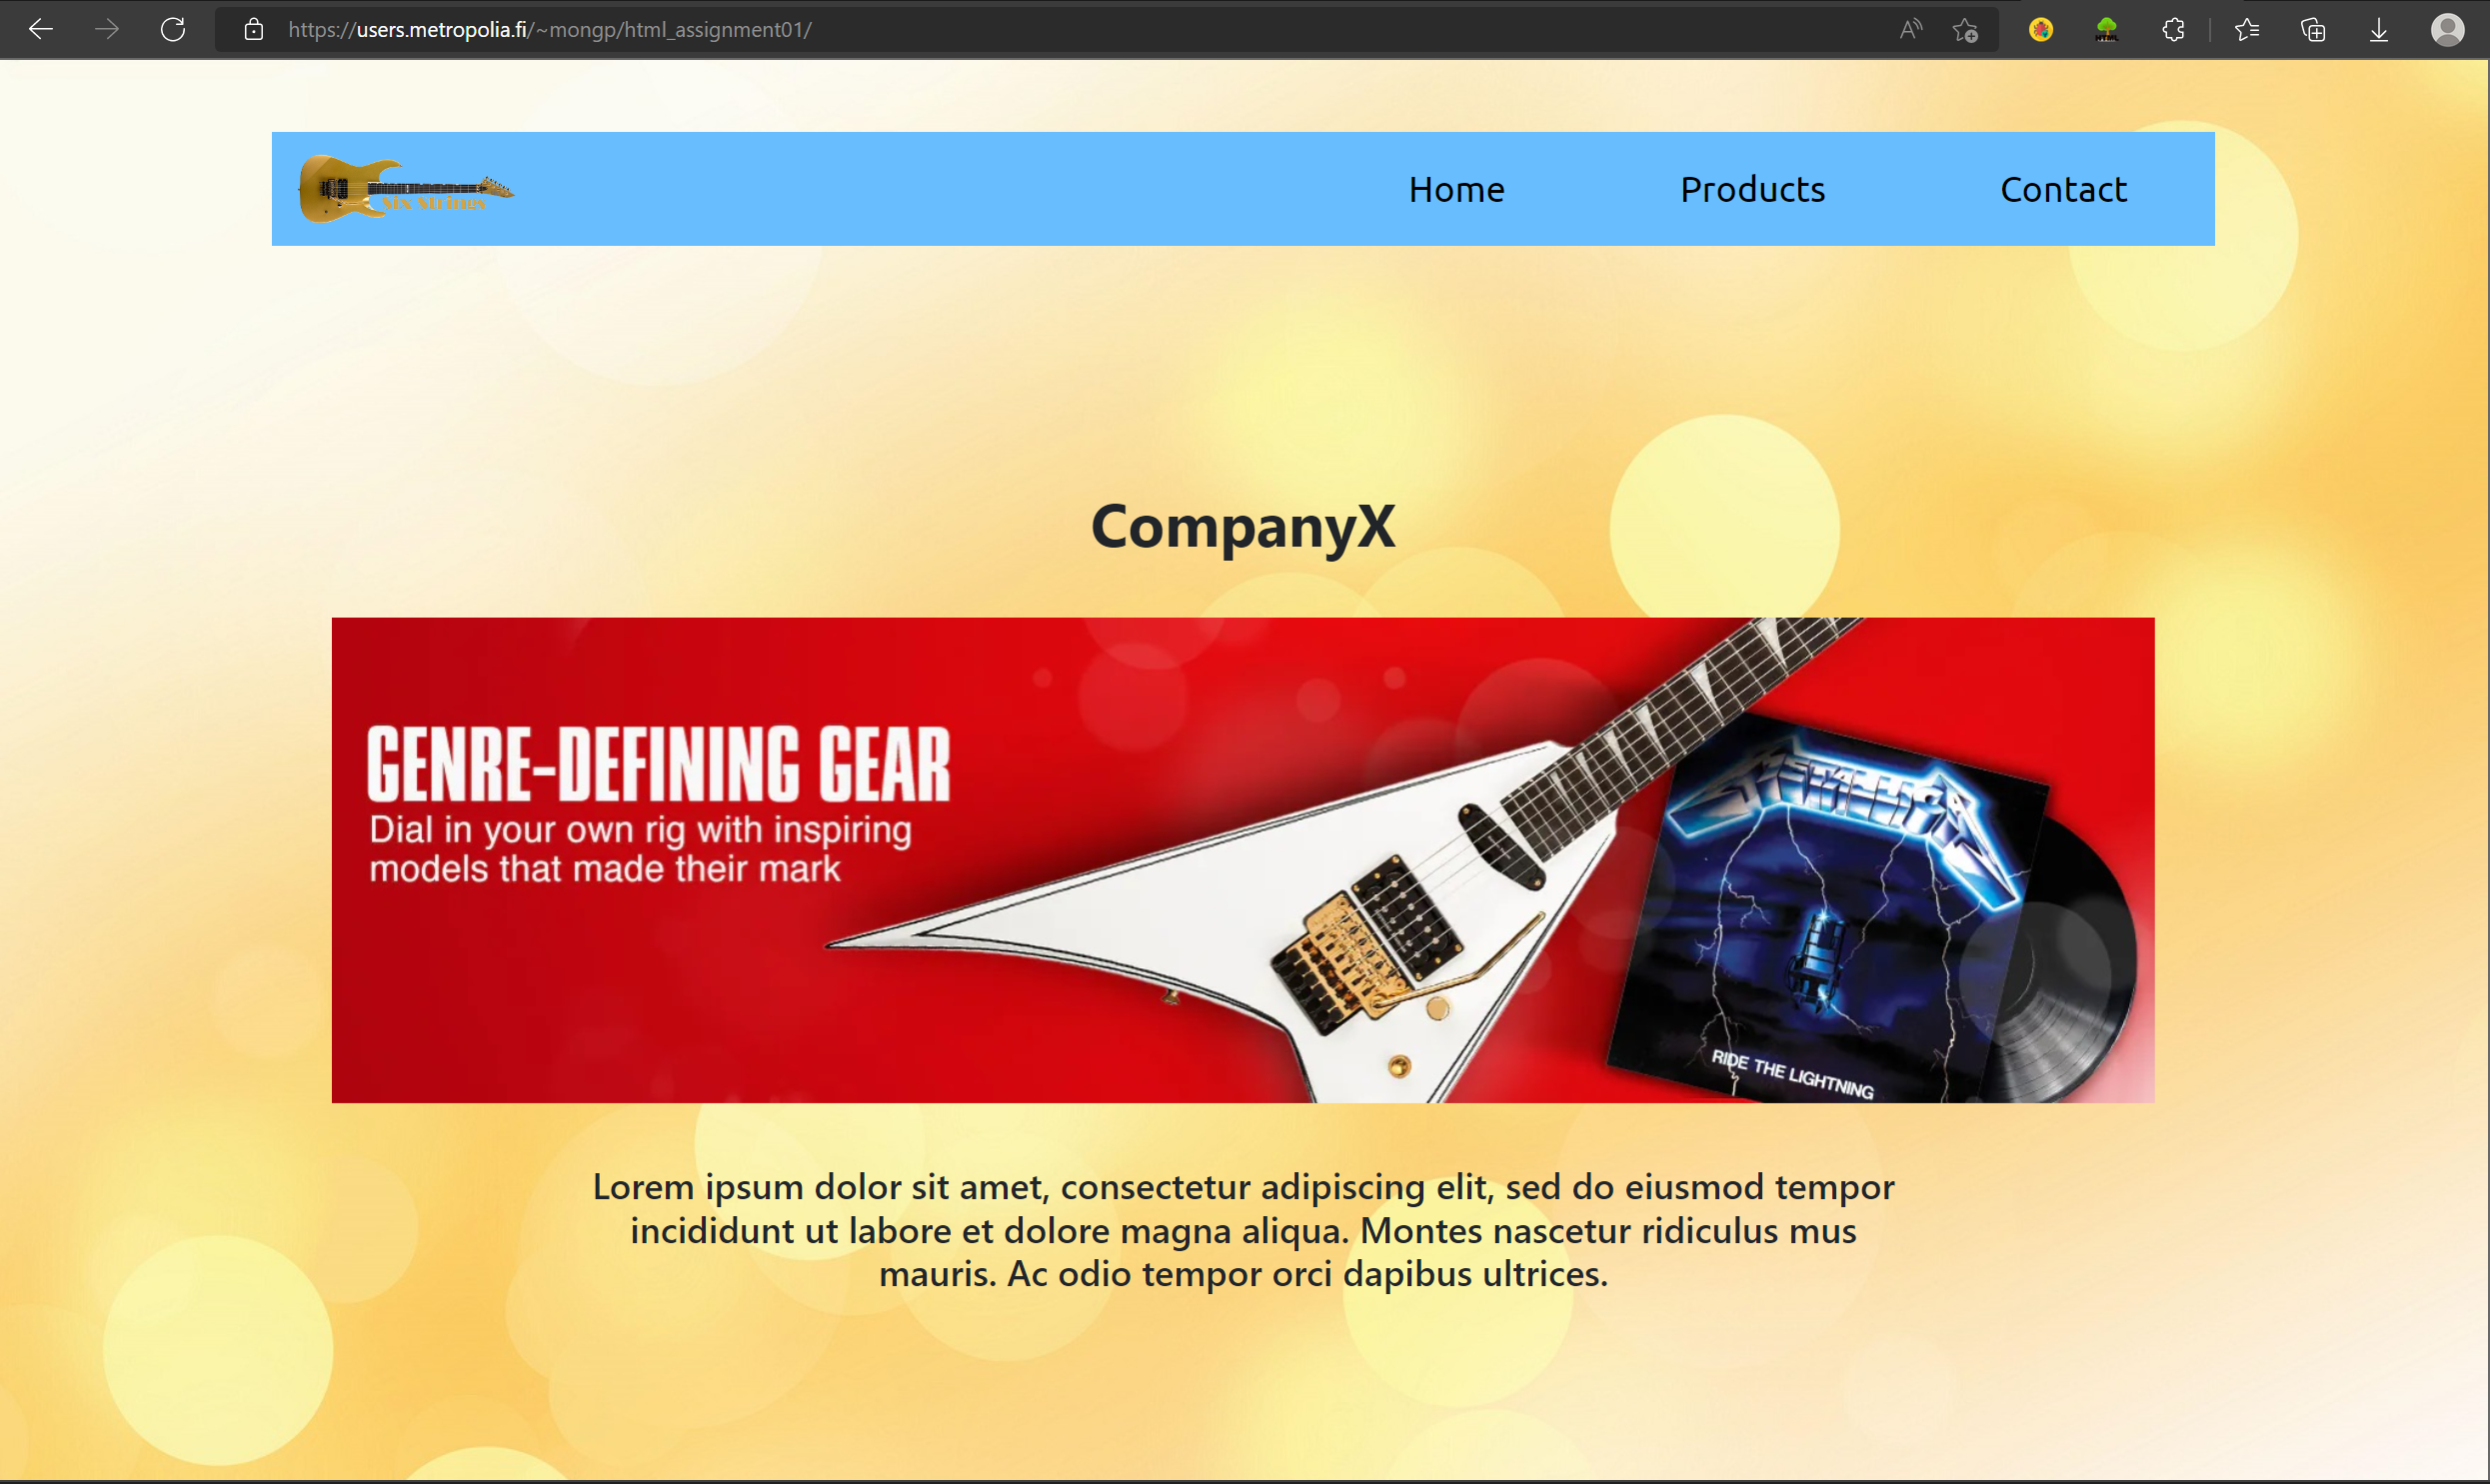 https://users.metropolia.fi/~mongp/html_assignment01/
HTML
Six Strings
Home
Products
Contact
CompanyX
GENRE-DEFINING GEAR
Dial in your own rig with inspiring
models that made their mark
METALLICA
RIDE THE LIGHTNING
Lorem ipsum dolor sit amet, consectetur adipiscing elit, sed do eiusmod tempor
incididunt ut labore et dolore magna aliqua. Montes nascetur ridiculus mus
mauris. Ac odio tempor orci dapibus ultrices.